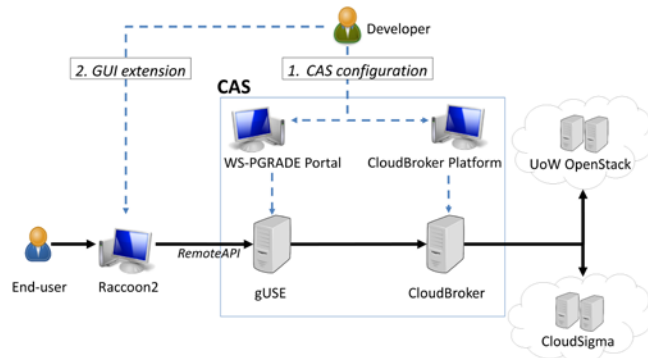 Developer
2. GUI extension
1. CAS configuration
CAS
WS-PGRADE Portal
CloudBroker Platform
UoW OpenStack
RemoteAPI
End-user
Raccoon2
gUSE
CloudBroker
CloudSigma